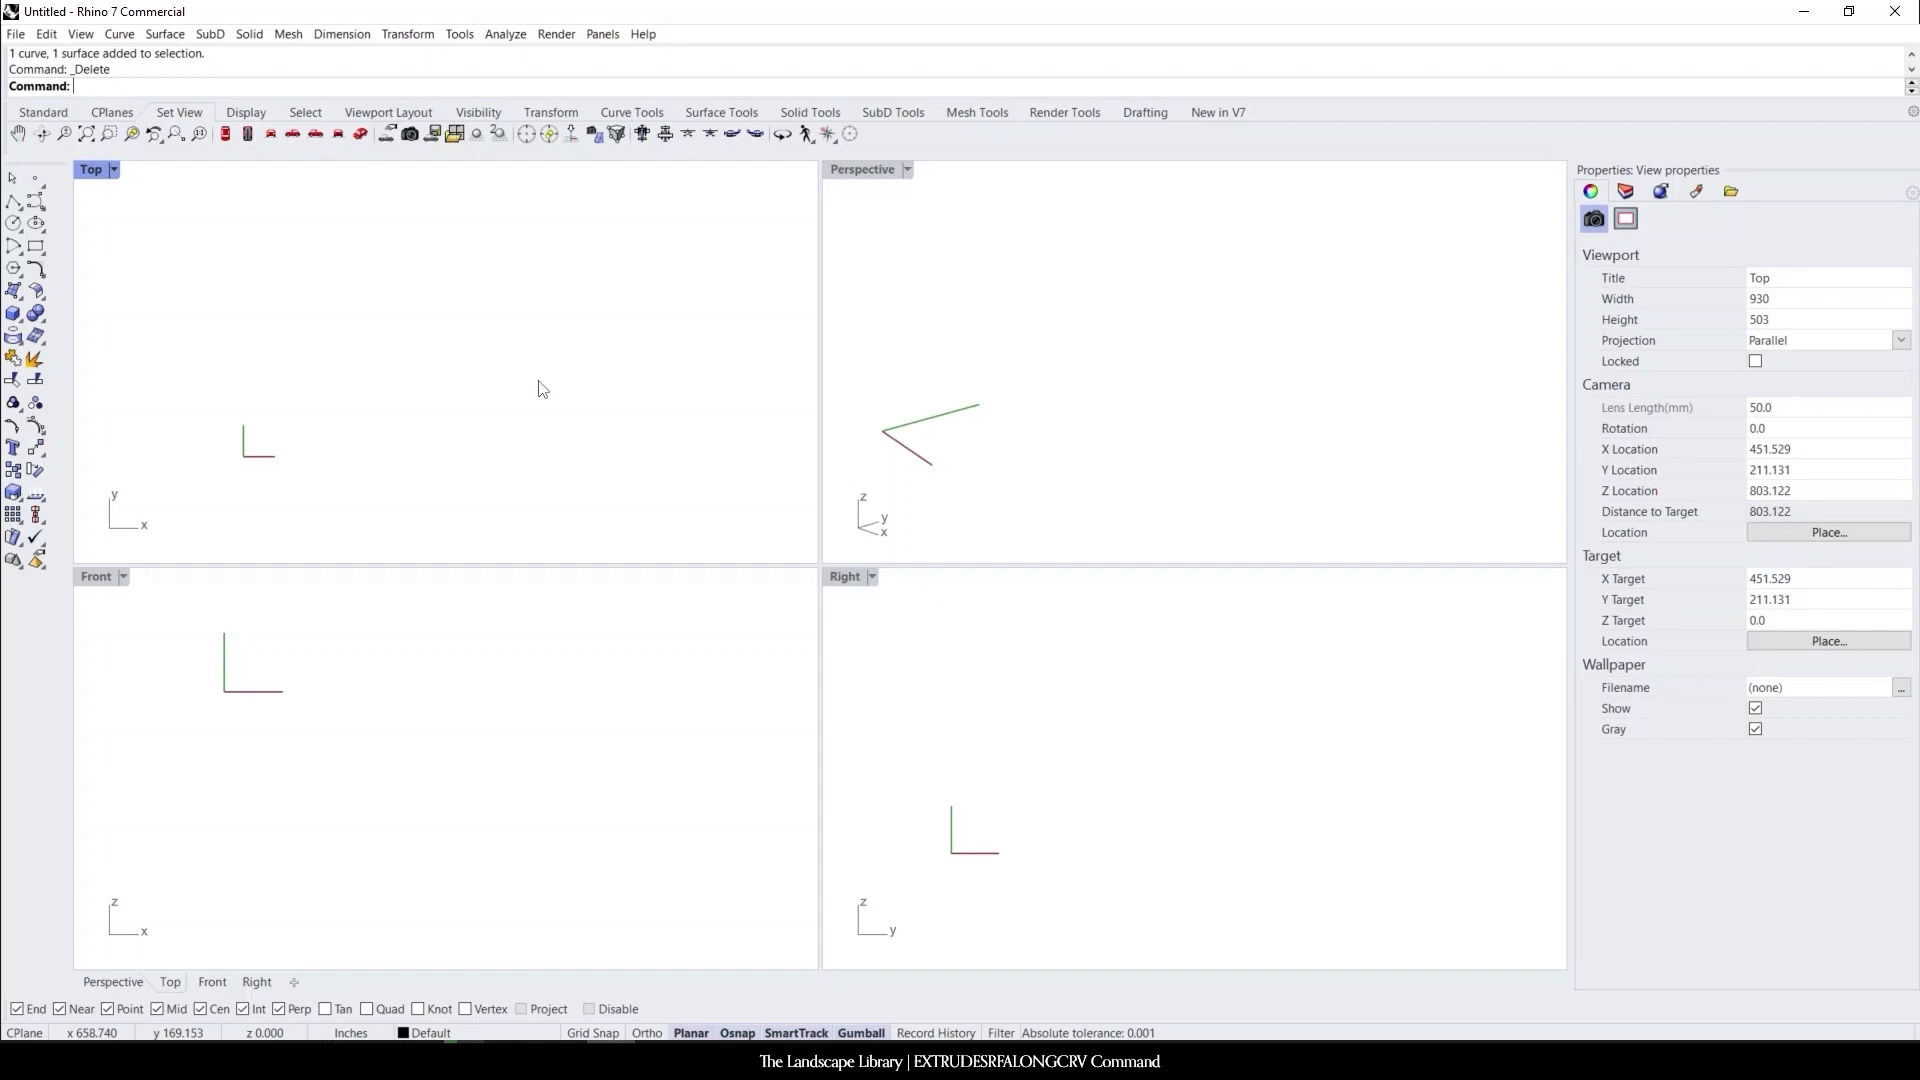 Untitled - Rhino 7 Commercial
File Edit View Curve Surface SubD Solid Mesh Dimension Transform Tools Analyze Render Panels Help
1 curve, 1 surface added to selection.
Command: _Delete
Command:
Standard CPlanes Set View Display Select Viewport Layout Visibility Transform Curve Tools Surface Tools Solid Tools SubD Tools Mesh Tools Render Tools Drafting New in V7
Top
y
x
Perspective
z
y
x
Front
z
x
Right
z
y
Properties: View properties
Viewport
Title Top
Width 930
Height 503
Projection Parallel
Locked
Camera
Lens Length(mm) 50.0
Rotation 0.0
X Location 451.529
Y Location 211.131
Z Location 803.122
Distance to Target 803.122
Location Place...
Target
X Target 451.529
Y Target 211.131
Z Target 0.0
Location Place...
Wallpaper
Filename (none) ...
Show
Gray
Perspective Top Front Right
End Near Point Mid Cen Int Perp Tan Quad Knot Vertex Project Disable
CPlane x 658.740 y 169.153 z 0.000 Inches Default Grid Snap Ortho Planar Osnap SmartTrack Gumball Record History Filter Absolute tolerance: 0.001
The Landscape Library | EXTRUDESRFALONGCRV Command